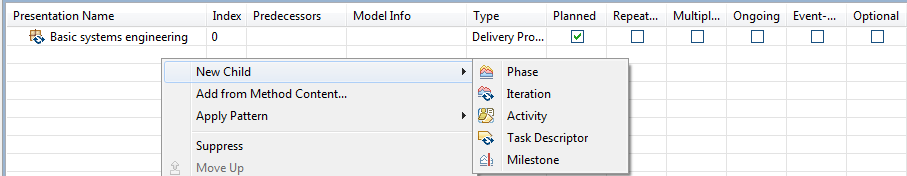 Presentation Name Index Predecessors Model Info Type Planned Repeat... Multipl... Ongoing Event-... Optional
Basic systems engineering 0 Delivery Pro...
New Child Phase
Add from Method Content... Iteration
Apply Pattern Activity
Task Descriptor
Suppress
Milestone
Move Up